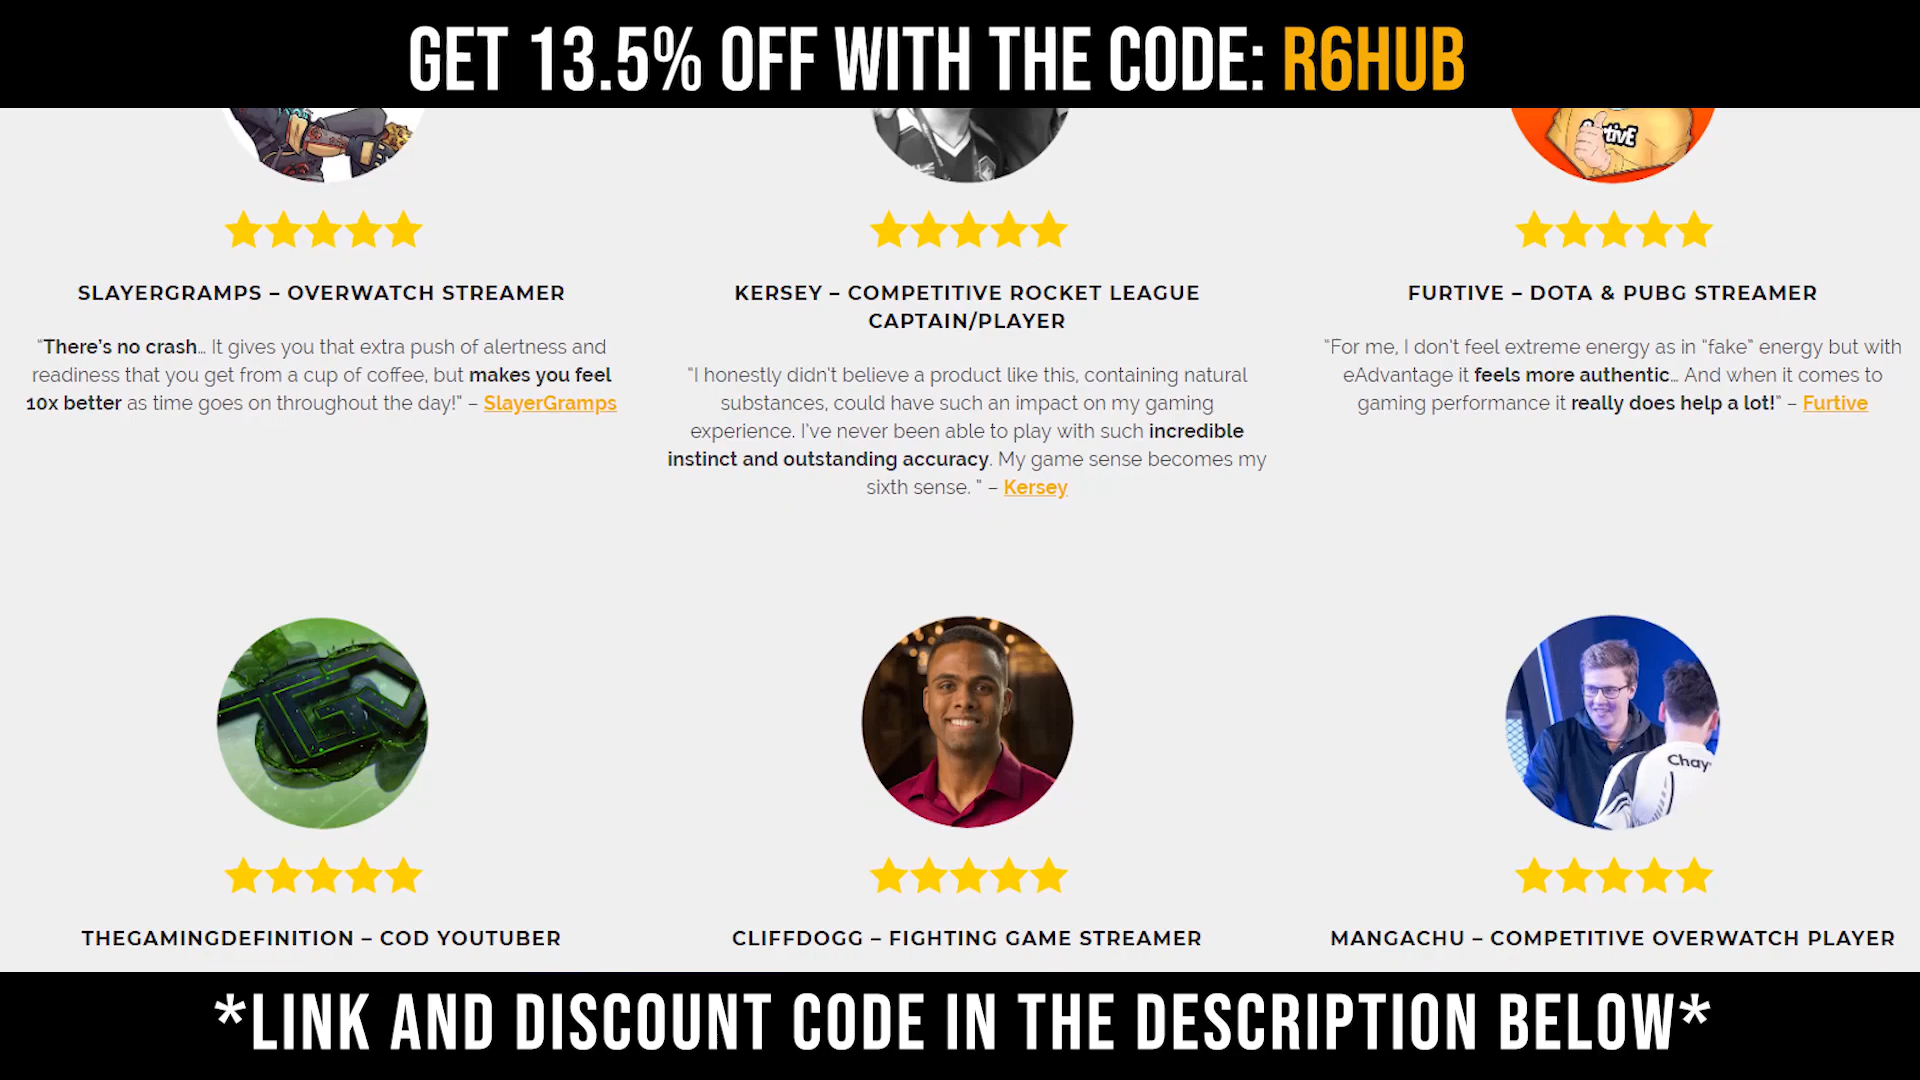 GET 13.5% OFF WITH THE CODE: R6HUB
SLAYERGRAMPS – OVERWATCH STREAMER
“There’s no crash… It gives you that extra push of alertness and
readiness that you get from a cup of coffee, but makes you feel
10x better as time goes on throughout the day!” – SlayerGramps
KERSEY – COMPETITIVE ROCKET LEAGUE
CAPTAIN/PLAYER
“I honestly didn’t believe a product like this, containing natural
substances, could have such an impact on my gaming
experience. I’ve never been able to play with such incredible
instinct and outstanding accuracy. My game sense becomes my
sixth sense. ” – Kersey
FURTIVE – DOTA & PUBG STREAMER
“For me, I don’t feel extreme energy as in “fake” energy but with
eAdvantage it feels more authentic… And when it comes to
gaming performance it really does help a lot!” – Furtive
Chay
THEGAMINGDEFINITION – COD YOUTUBER
CLIFFDOGG – FIGHTING GAME STREAMER
MANGACHU – COMPETITIVE OVERWATCH PLAYER
*LINK AND DISCOUNT CODE IN THE DESCRIPTION BELOW*